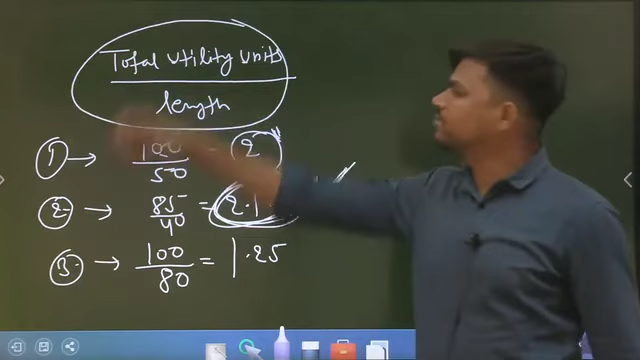 Total utility units
length
① → 100/50 = 2
② → 85/40 = 2.1
③ → 100/80 = 1.25